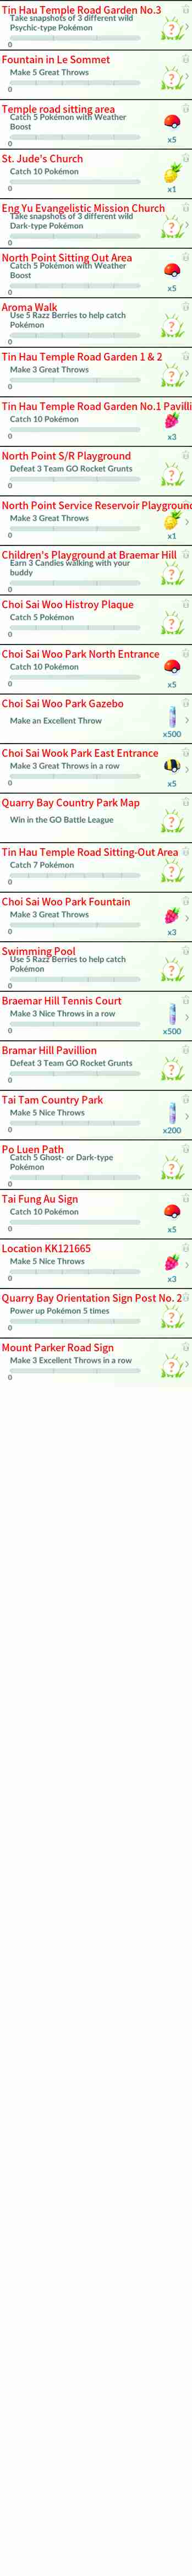 Tin Hau Temple Road Garden No.3
Take snapshots of 3 different wild
Psychic-type Pokémon
0
?
Fountain in Le Sommet
Make 5 Great Throws
0
?
Temple road sitting area
Catch 5 Pokémon with Weather
Boost
0
x5
St. Jude's Church
Catch 10 Pokémon
0
x1
Eng Yu Evangelistic Mission Church
Take snapshots of 3 different wild
Dark-type Pokémon
0
?
North Point Sitting Out Area
Catch 5 Pokémon with Weather
Boost
0
x5
Aroma Walk
Use 5 Razz Berries to help catch
Pokémon
0
?
Tin Hau Temple Road Garden 1 & 2
Make 3 Great Throws
0
?
Tin Hau Temple Road Garden No.1 Pavilli
Catch 10 Pokémon
0
x3
North Point S/R Playground
Defeat 3 Team GO Rocket Grunts
0
?
North Point Service Reservoir Playground
Make 3 Great Throws
0
x1
Children's Playground at Braemar Hill
Earn 3 Candies walking with your
buddy
0
?
Choi Sai Woo Histroy Plaque
Catch 5 Pokémon
0
?
Choi Sai Woo Park North Entrance
Catch 10 Pokémon
0
x5
Choi Sai Woo Park Gazebo
Make an Excellent Throw
x500
Choi Sai Wook Park East Entrance
Make 3 Great Throws in a row
0
x5
Quarry Bay Country Park Map
Win in the GO Battle League
?
Tin Hau Temple Road Sitting-Out Area
Catch 7 Pokémon
0
?
Choi Sai Woo Park Fountain
Make 3 Great Throws
0
x3
Swimming Pool
Use 5 Razz Berries to help catch
Pokémon
0
?
Braemar Hill Tennis Court
Make 3 Nice Throws in a row
0
x500
Bramar Hill Pavillion
Defeat 3 Team GO Rocket Grunts
0
?
Tai Tam Country Park
Make 5 Nice Throws
0
x200
Po Luen Path
Catch 5 Ghost- or Dark-type
Pokémon
0
?
Tai Fung Au Sign
Catch 10 Pokémon
0
x5
Location KK121665
Make 5 Nice Throws
0
x3
Quarry Bay Orientation Sign Post No. 2
Power up Pokémon 5 times
0
?
Mount Parker Road Sign
Make 3 Excellent Throws in a row
0
?